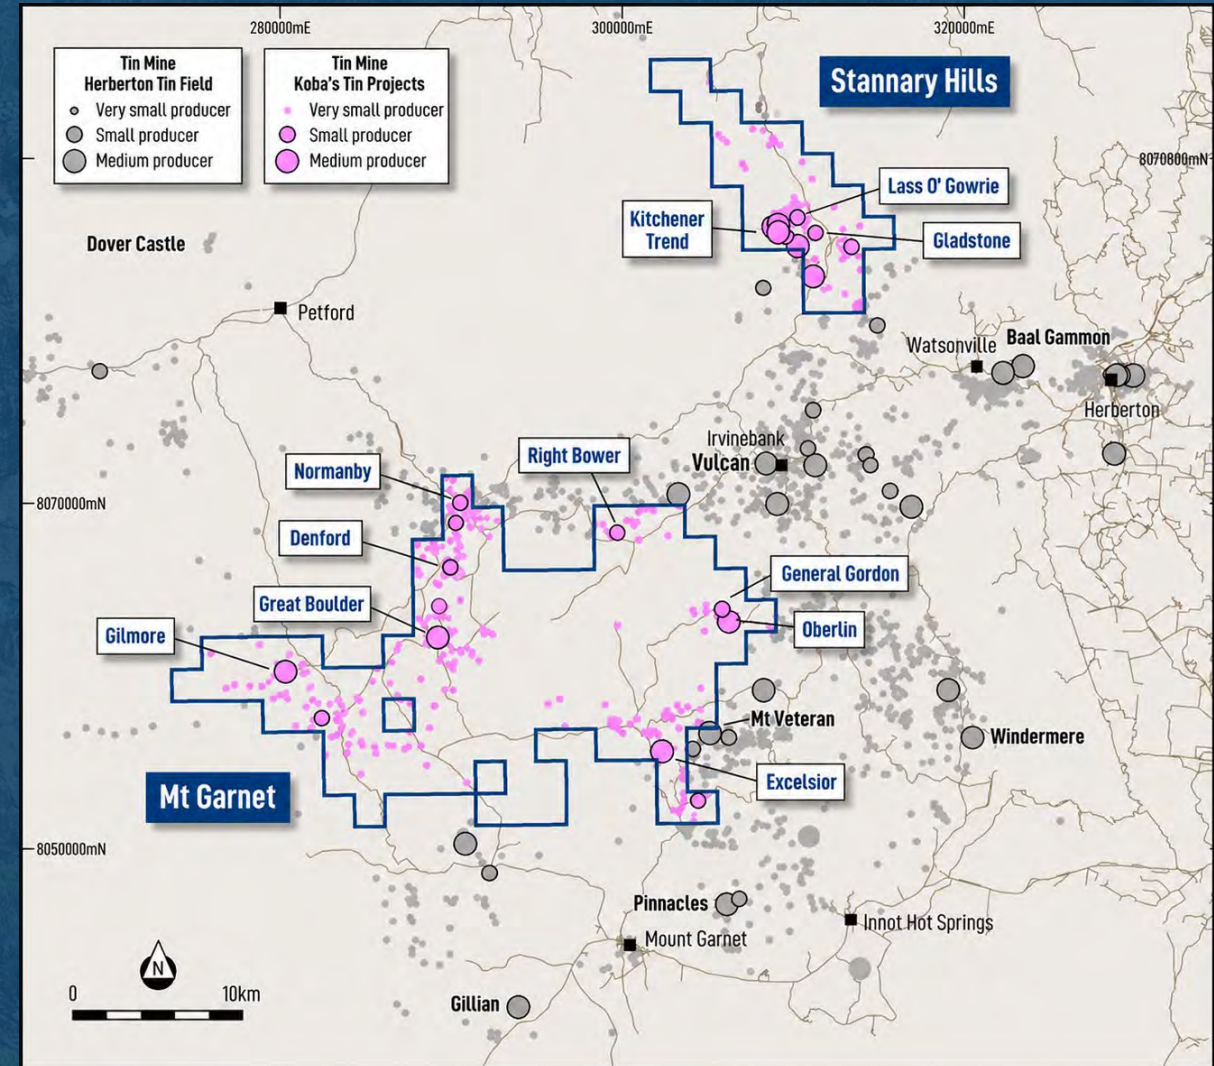 280000mE
300000mE
320000mE
Tin Mine
Herberton Tin Field
Very small producer
Small producer
Medium producer
Tin Mine
Koba's Tin Projects
Very small producer
Small producer
Medium producer
Stannary Hills
8070800mN
Lass O' Gowrie
Kitchener
Trend
Gladstone
Dover Castle
Petford
Watsonville
Baal Gammon
Herberton
Irvinebank
Vulcan
Right Bower
Normanby
8070000mN
Denford
General Gordon
Great Boulder
Gilmore
Oberlin
Mt Veteran
Windermere
Excelsior
Mt Garnet
8050000mN
Pinnacles
Innot Hot Springs
Mount Garnet
N
0
10km
Gillian